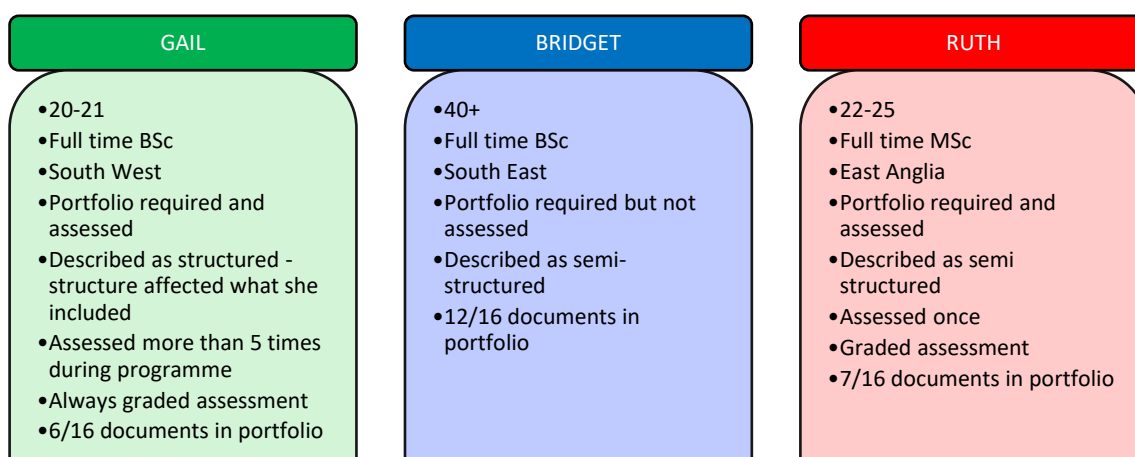 GAIL
•20-21
•Full time BSc
•South West
•Portfolio required and
assessed
•Described as structured -
structure affected what she
included
•Assessed more than 5 times
during programme
•Always graded assessment
•6/16 documents in portfolio
BRIDGET
•40+
•Full time BSc
•South East
•Portfolio required but not
assessed
•Described as semi-
structured
•12/16 documents in
portfolio
RUTH
•22-25
•Full time MSc
•East Anglia
•Portfolio required and
assessed
•Described as semi
structured
•Assessed once
•Graded assessment
•7/16 documents in portfolio